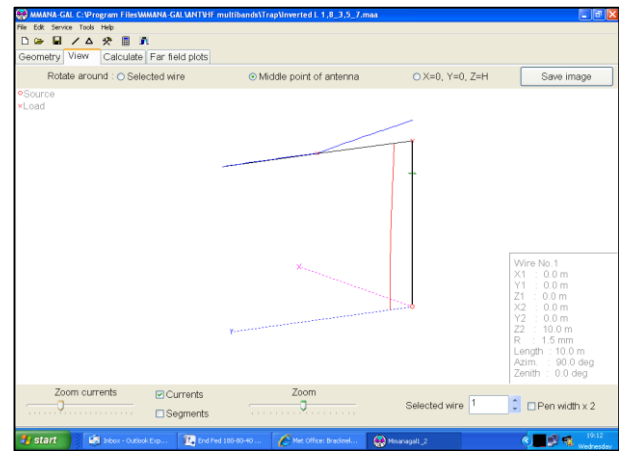 MMANA-GAL C:\Program Files\MMANA-GAL\ANT\HF multibands\Trap\Inverted L 1,8_3,5_7.maa
File Edit Service Tools Help
Geometry View Calculate Far field plots
Rotate around : Selected wire Middle point of antenna X=0, Y=0, Z=H Save image
Source
×Load
X
Y
Wire No.1
X1 : 0.0 m
Y1 : 0.0 m
Z1 : 0.0 m
X2 : 0.0 m
Y2 : 0.0 m
Z2 : 10.0 m
R : 1.5 mm
Length : 10.0 m
Azim. : 90.0 deg
Zenith : 0.0 deg
Zoom currents Currents Zoom
Segments Selected wire 1 Pen width x 2
start Inbox - Outlook Exp... End Fed 180-80-40 ... Met Office: Bracknel... Mmanagal\_2 19:12
Wednesday